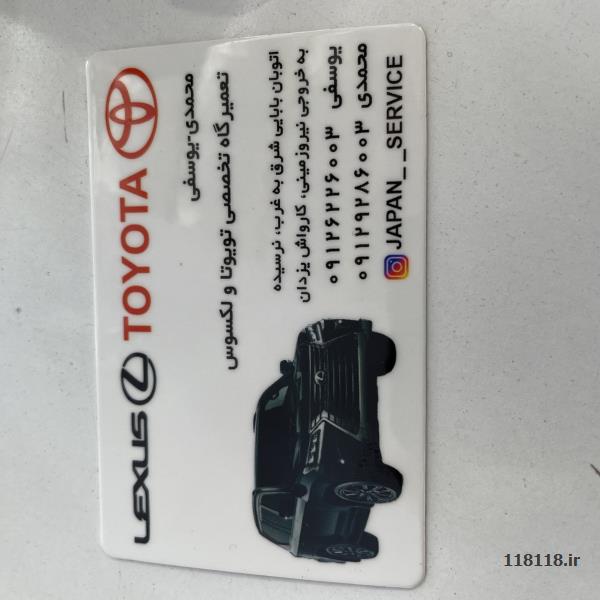 LEXUS TOYOTA
محمدی-یوسفی
تعمیرگاه تخصصی تویوتا و لکسوس
اتوبان بابایی شرق به غرب، نرسیده
به خروجی نیروزمینی، کارواش یزدان
یوسفی ۰۹۱۲۶۲۲۶۰۰۳
محمدی ۰۹۱۲۹۲۸۶۰۰۳
JAPAN__SERVICE
118118.ir